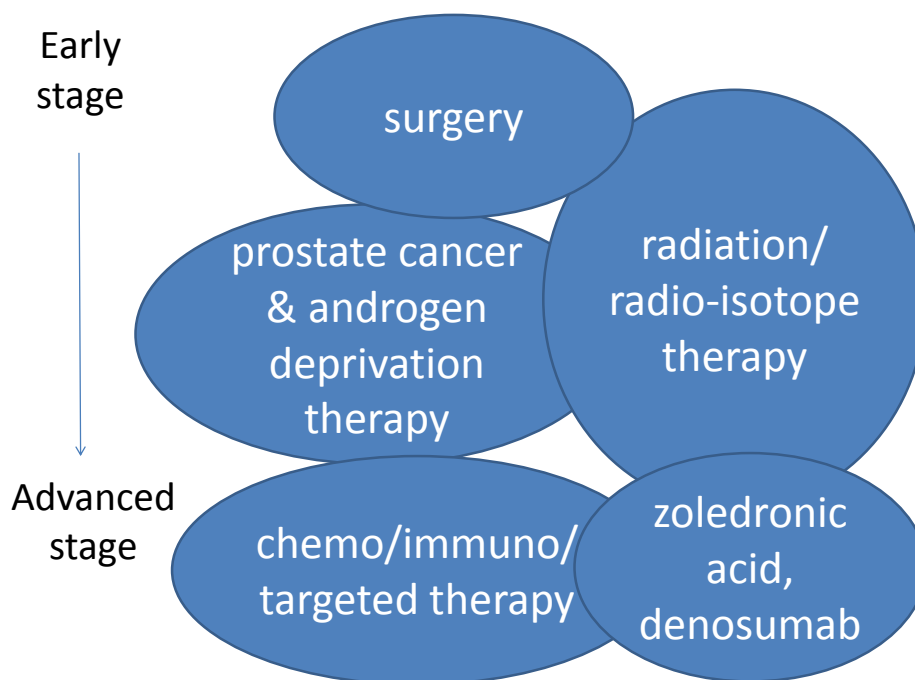 Early
stage
surgery
prostate cancer
& androgen
deprivation
therapy
radiation/
radio-isotope
therapy
Advanced
stage
chemo/immuno/
targeted therapy
zoledronic
acid,
denosumab